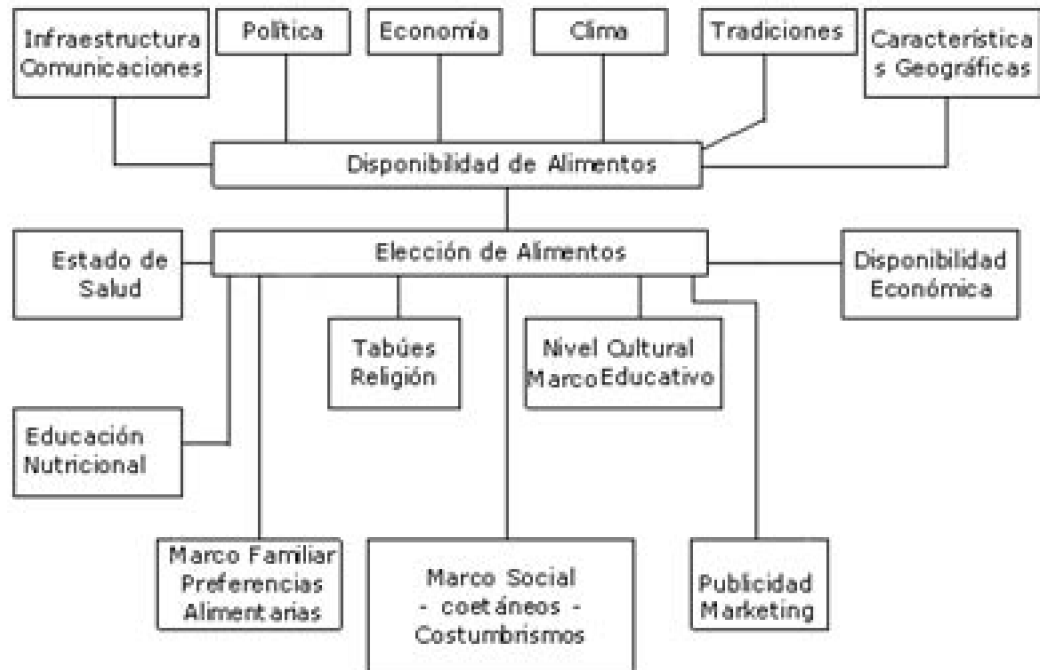 Infraestructura
Comunicaciones
Política
Economía
Clima
Tradiciones
Característica
s Geográficas
Disponibilidad de Alimentos
Elección de Alimentos
Estado de
Salud
Disponibilidad
Económica
Tabúes
Religión
Nivel Cultural
Marco Educativo
Educación
Nutricional
Marco Familiar
Preferencias
Alimentarias
Marco Social
- coetáneos -
Costumbrismos
Publicidad
Marketing